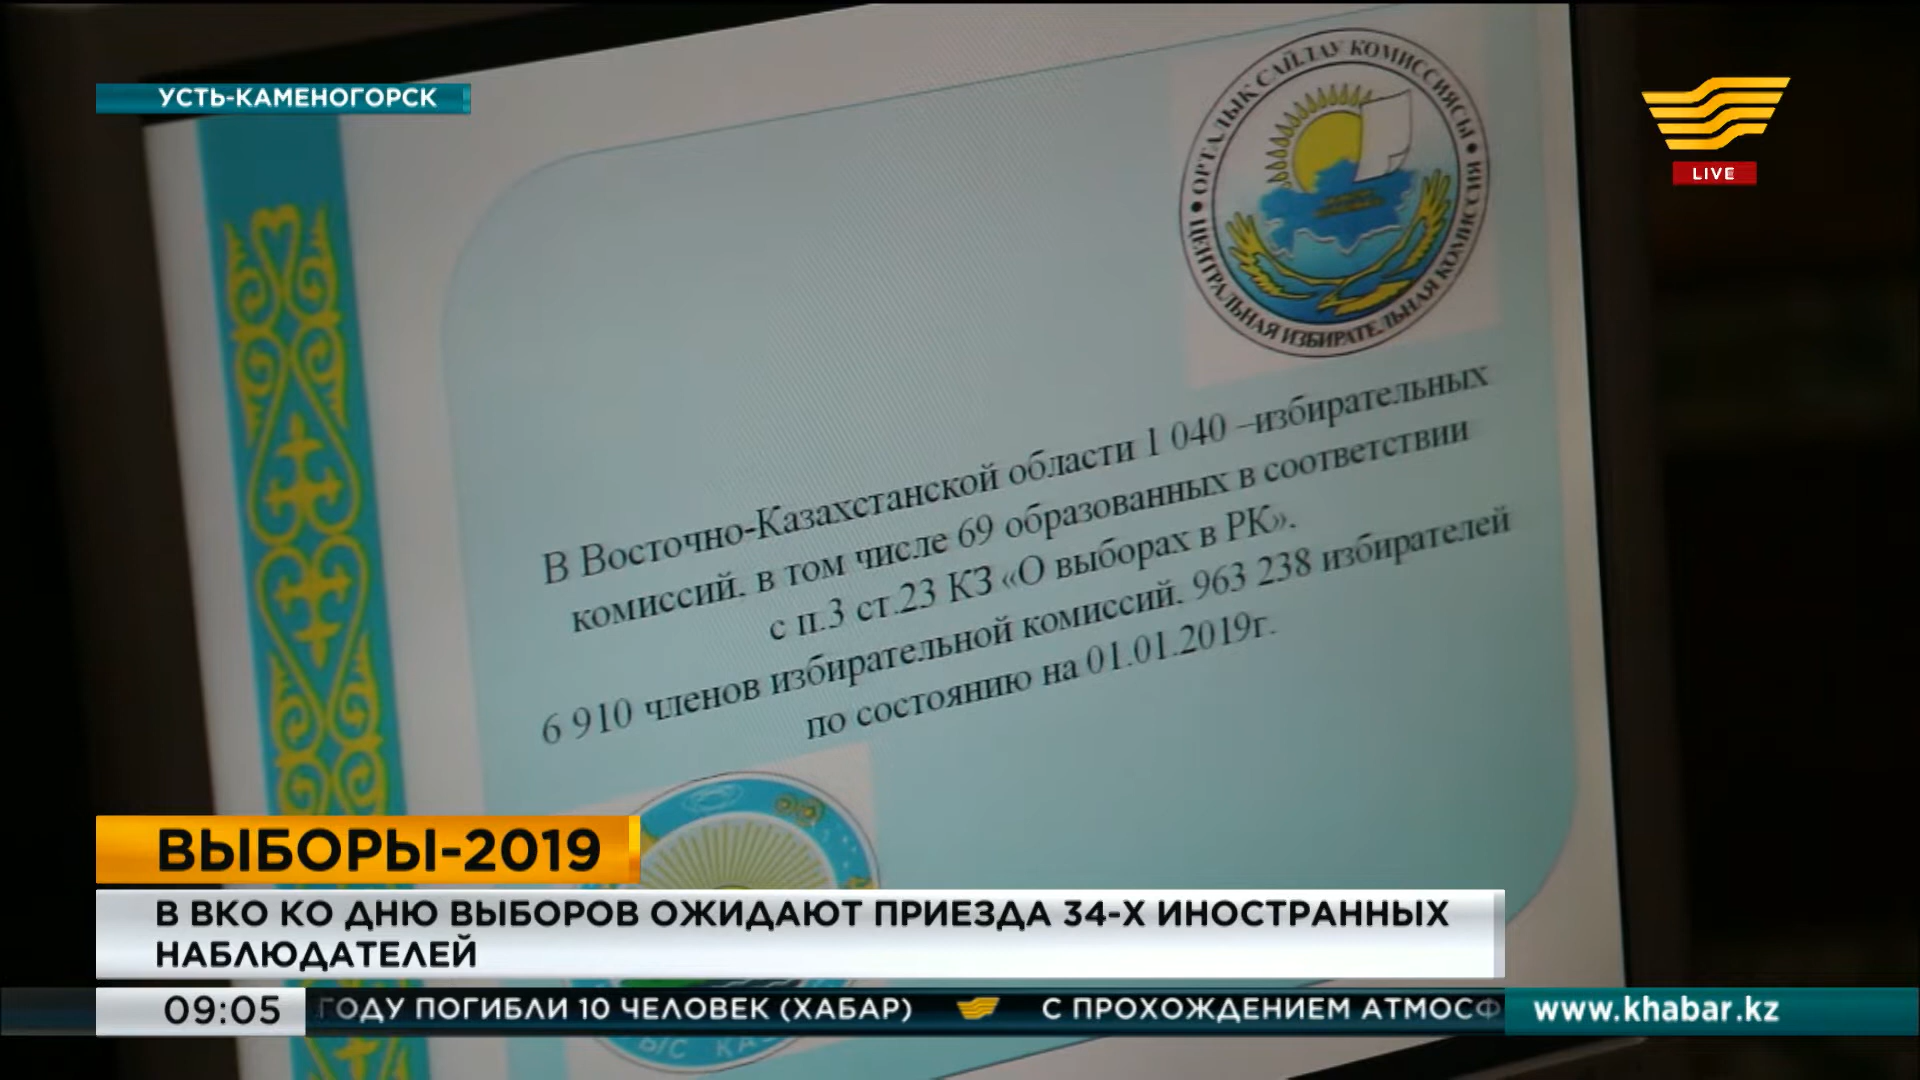 УСТЬ-КАМЕНОГОРСК
LIVE
ОРТАЛЫК САЙЛАУ КОМИССИЯСЫ
ЦЕНТРАЛЬНАЯ ИЗБИРАТЕЛЬНАЯ КОМИССИЯ
В Восточно-Казахстанской области 1 040 –избирательных
комиссий. в том числе 69 образованных в соответствии
с п.3 ст.23 КЗ «О выборах в РК».
6 910 членов избирательной комиссий. 963 238 избирателей
по состоянию на 01.01.2019г.
ВЫБОРЫ-2019
В ВКО КО ДНЮ ВЫБОРОВ ОЖИДАЮТ ПРИЕЗДА 34-Х ИНОСТРАННЫХ
НАБЛЮДАТЕЛЕЙ
09:05
ГОДУ ПОГИБЛИ 10 ЧЕЛОВЕК (ХАБАР)
С ПРОХОЖДЕНИЕМ АТМОСФ
www.khabar.kz